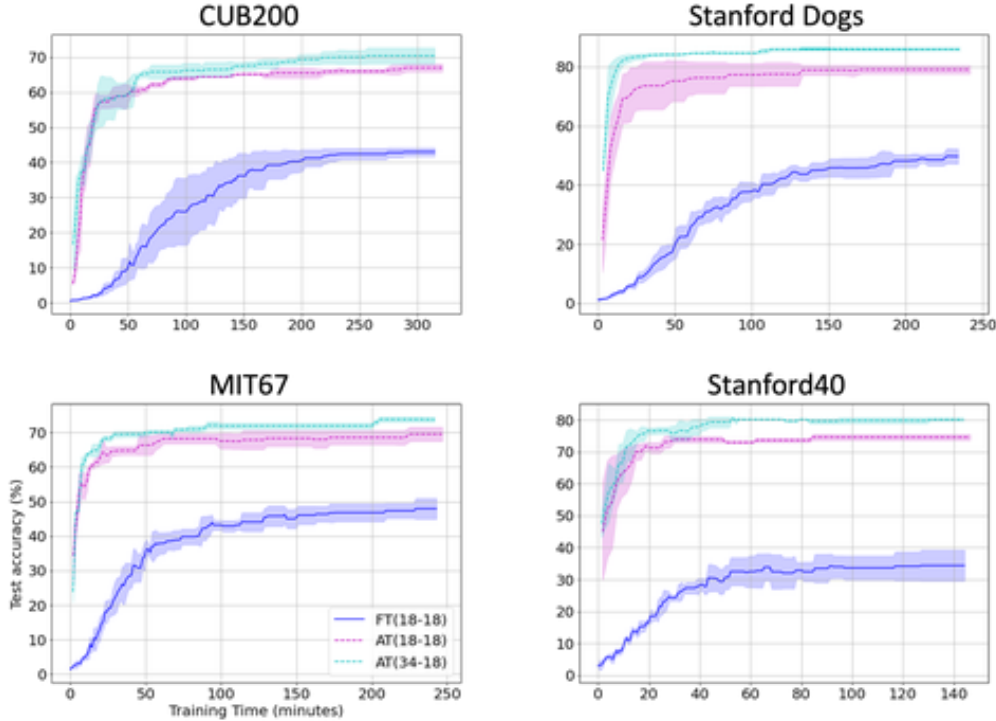 CUB200
70
60
50
40
30
20
10
0
0 50 100 150 200 250 300
Stanford Dogs
80
60
40
20
0
0 50 100 150 200 250
MIT67
Test accuracy (%)
70
60
50
40
30
20
10
0
FT(18-18)
AT(18-18)
AT(34-18)
0 50 100 150 200 250
Training Time (minutes)
Stanford40
80
70
60
50
40
30
20
10
0
0 20 40 60 80 100 120 140